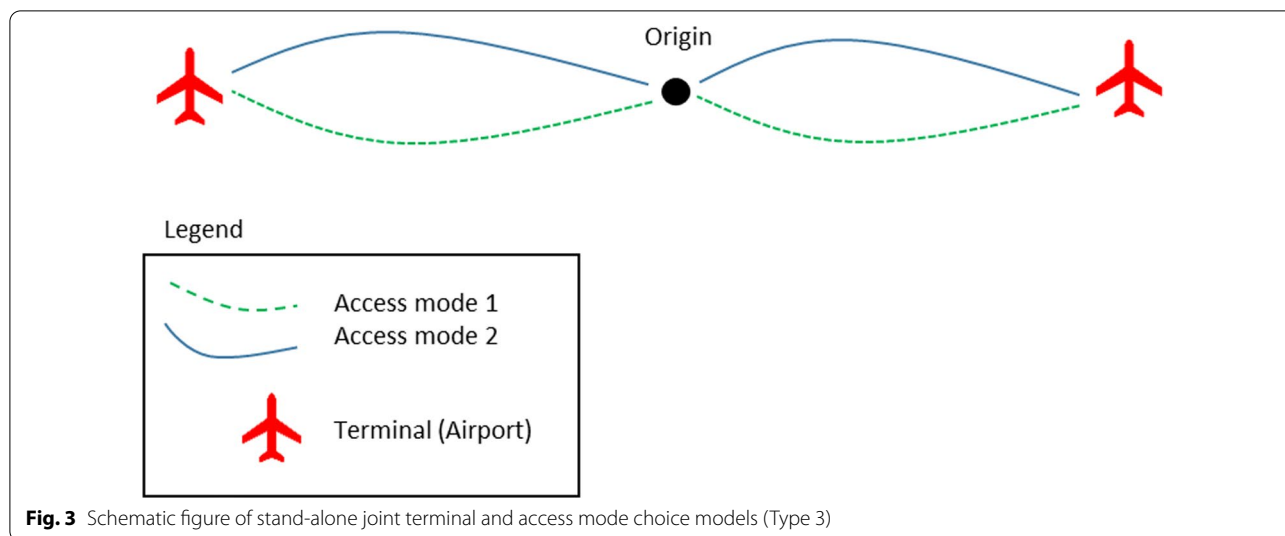 Origin
Legend
Access mode 1
Access mode 2
Terminal (Airport)
Fig. 3 Schematic figure of stand-alone joint terminal and access mode choice models (Type 3)